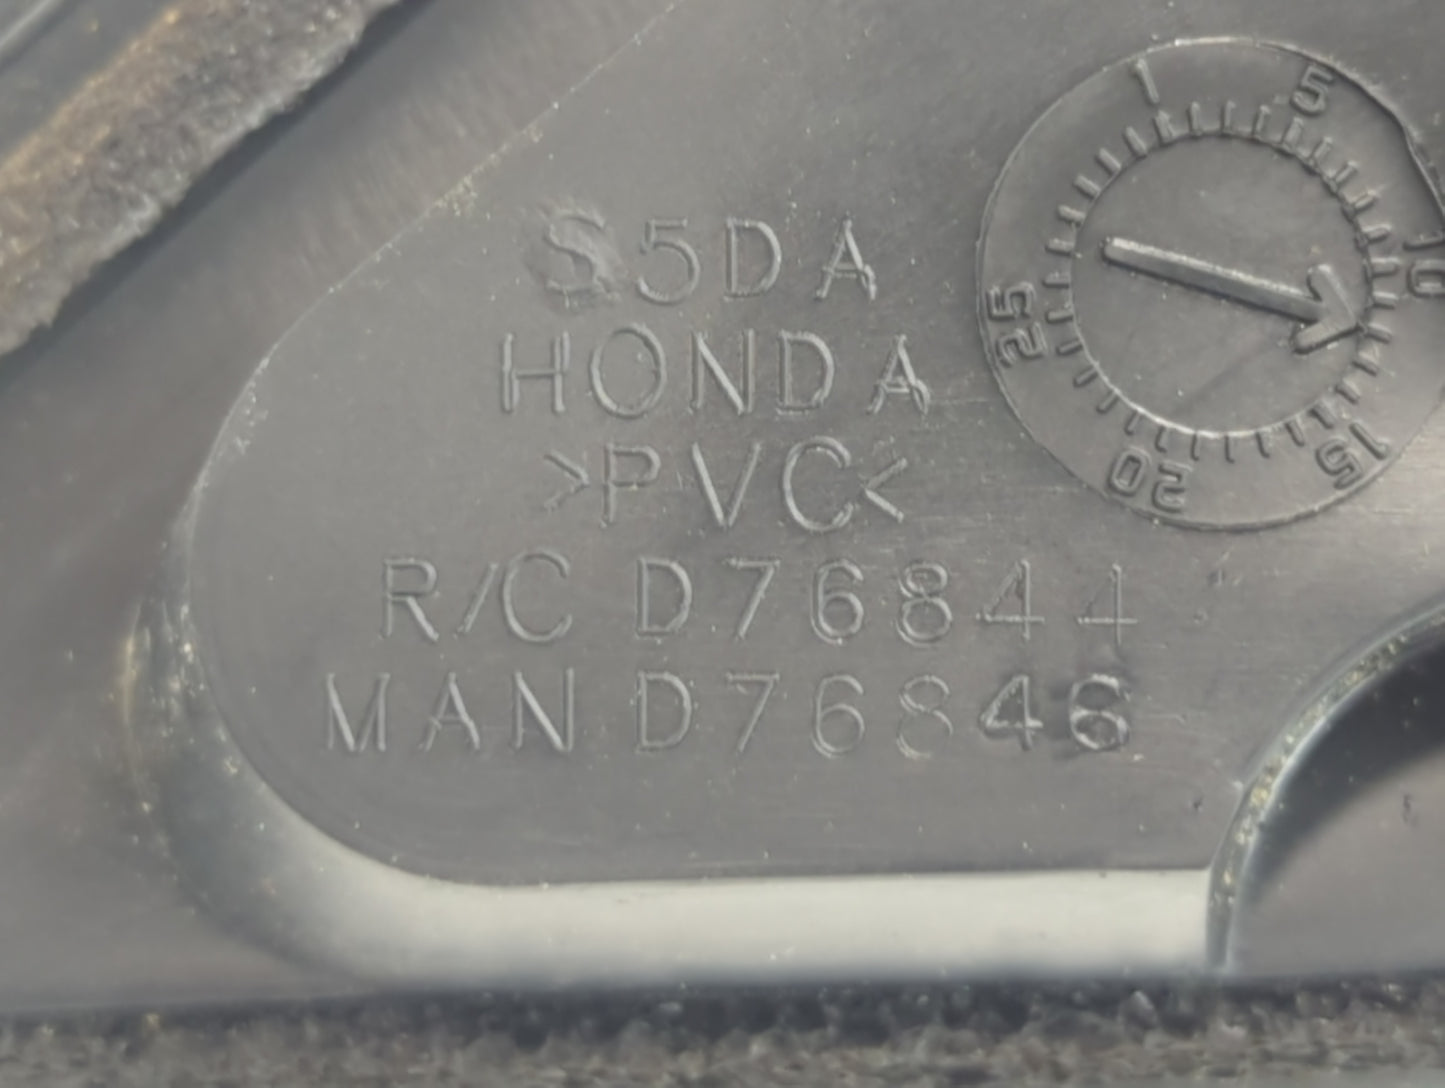 S5DA
HONDA
>PVC<
R/C D76844
MAN D76846
1 5 10 15 20 25